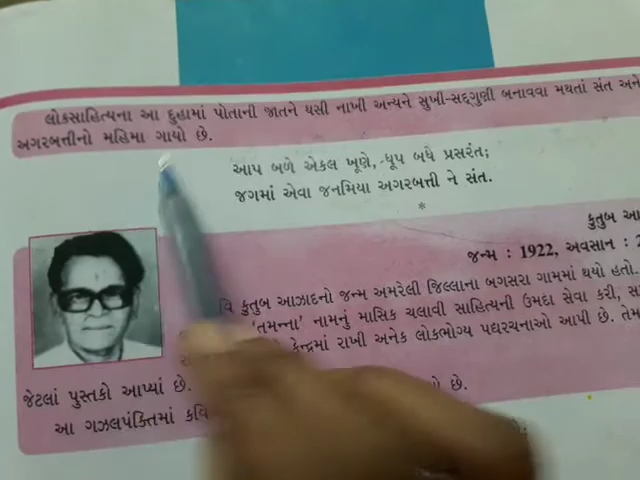 લોકસાહિત્યના આ દુહામાં પોતાની જાતને ઘસી નાખી અન્યને સુખી-સદ્ગુણી બનાવવા મથતાં સંત અને
અગરબત્તીનો મહિમા ગાયો છે.
આપ બળે એકલ ખૂણે, ધૂપ બધે પ્રસરંત;
જગમાં એવા જનમિયા અગરબત્તી ને સંત.
*
કુતુબ
જન્મ : 1922, અવસાન :
કુતુબ આઝાદનો જન્મ અમરેલી જિલ્લાના બગસરા ગામમાં થયો હતો.
'તમન્ના' નામનું માસિક ચલાવી સાહિત્યની ઉમદા સેવા કરી,
કેન્દ્રમાં રાખી અનેક લોકભોગ્ય પદ્યરચનાઓ આપી છે. તેમ
જેટલાં પુસ્તકો આપ્યાં છે.
છે.
આ ગઝલપંક્તિમાં કવિ